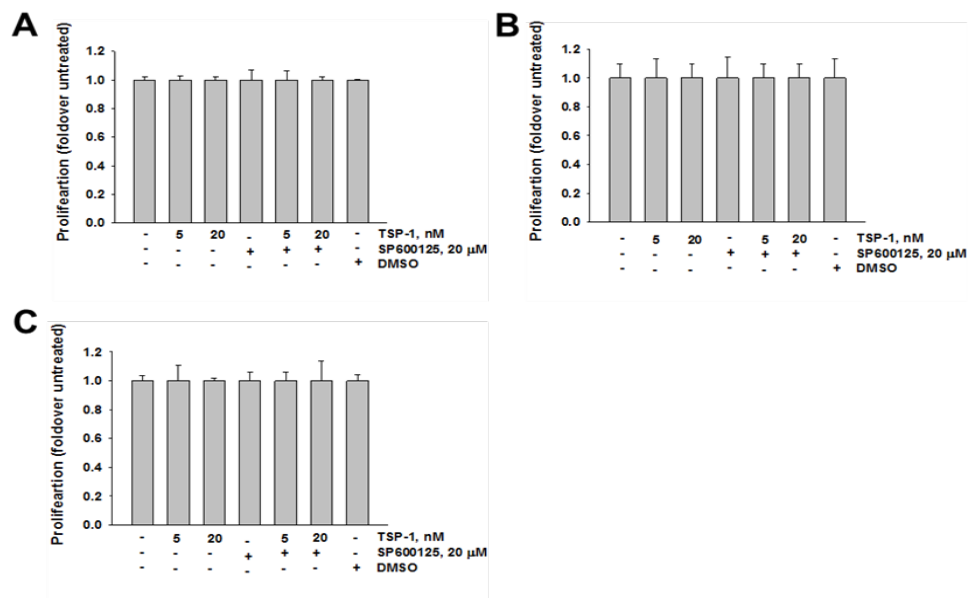 A
Prolifeartion (foldover untreated)
1.2
1.0
0.8
0.6
0.4
0.2
0.0
- 5 20 - 5 20 - TSP-1, nM
- - - + + + - SP600125, 20 μM
- - - - - - + DMSO
B
Prolifeartion (foldover untreated)
1.2
1.0
0.8
0.6
0.4
0.2
0.0
- 5 20 - 5 20 - TSP-1, nM
- - - + + + - SP600125, 20 μM
- - - - - - + DMSO
C
Prolifeartion (foldover untreated)
1.2
1.0
0.8
0.6
0.4
0.2
0.0
- 5 20 - 5 20 - TSP-1, nM
- - - + + + - SP600125, 20 μM
- - - - - - + DMSO